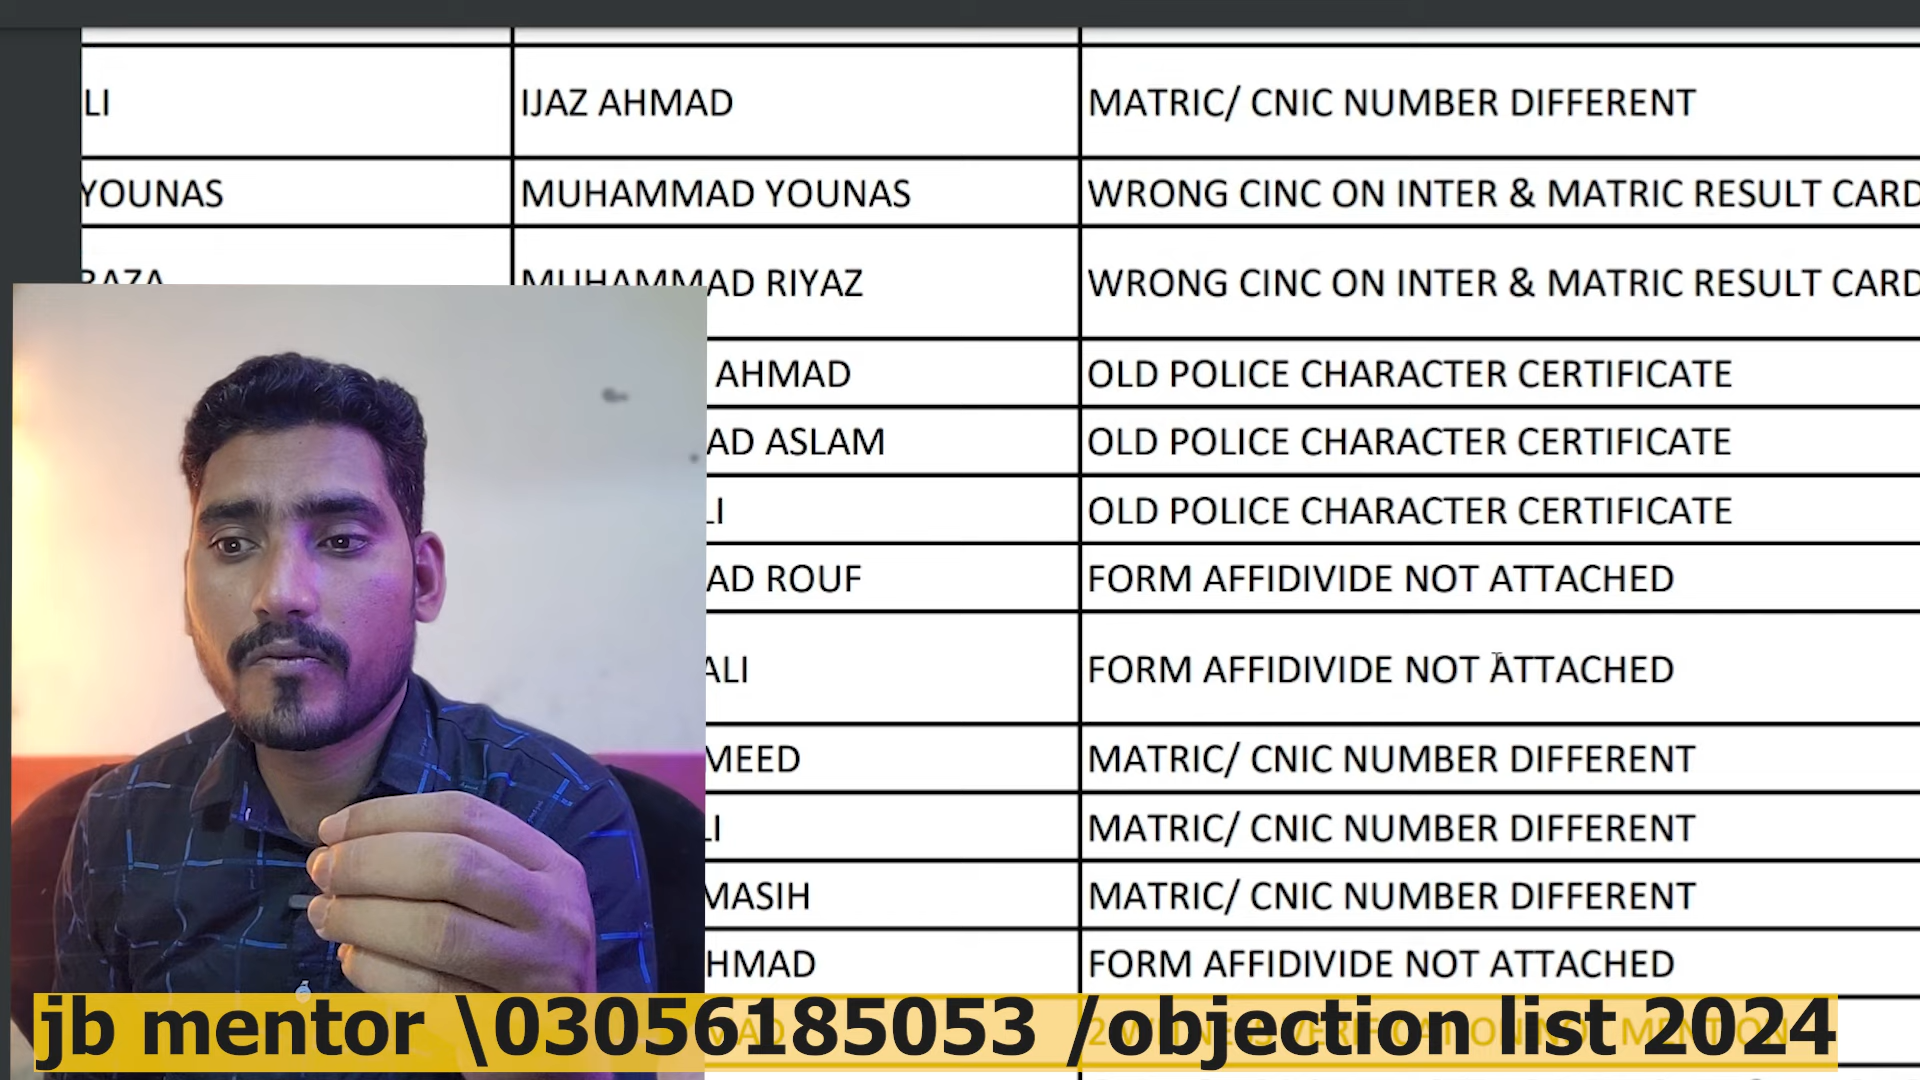 LI IJAZ AHMAD MATRIC/ CNIC NUMBER DIFFERENT
YOUNAS MUHAMMAD YOUNAS WRONG CINC ON INTER & MATRIC RESULT CARD
RAZA MUHAMMAD RIYAZ WRONG CINC ON INTER & MATRIC RESULT CARD
AHMAD OLD POLICE CHARACTER CERTIFICATE
AD ASLAM OLD POLICE CHARACTER CERTIFICATE
LI OLD POLICE CHARACTER CERTIFICATE
AD ROUF FORM AFFIDIVIDE NOT ATTACHED
ALI FORM AFFIDIVIDE NOT ATTACHED
MEED MATRIC/ CNIC NUMBER DIFFERENT
LI MATRIC/ CNIC NUMBER DIFFERENT
MASIH MATRIC/ CNIC NUMBER DIFFERENT
HMAD FORM AFFIDIVIDE NOT ATTACHED
jb mentor \03056185053 /objection list 2024